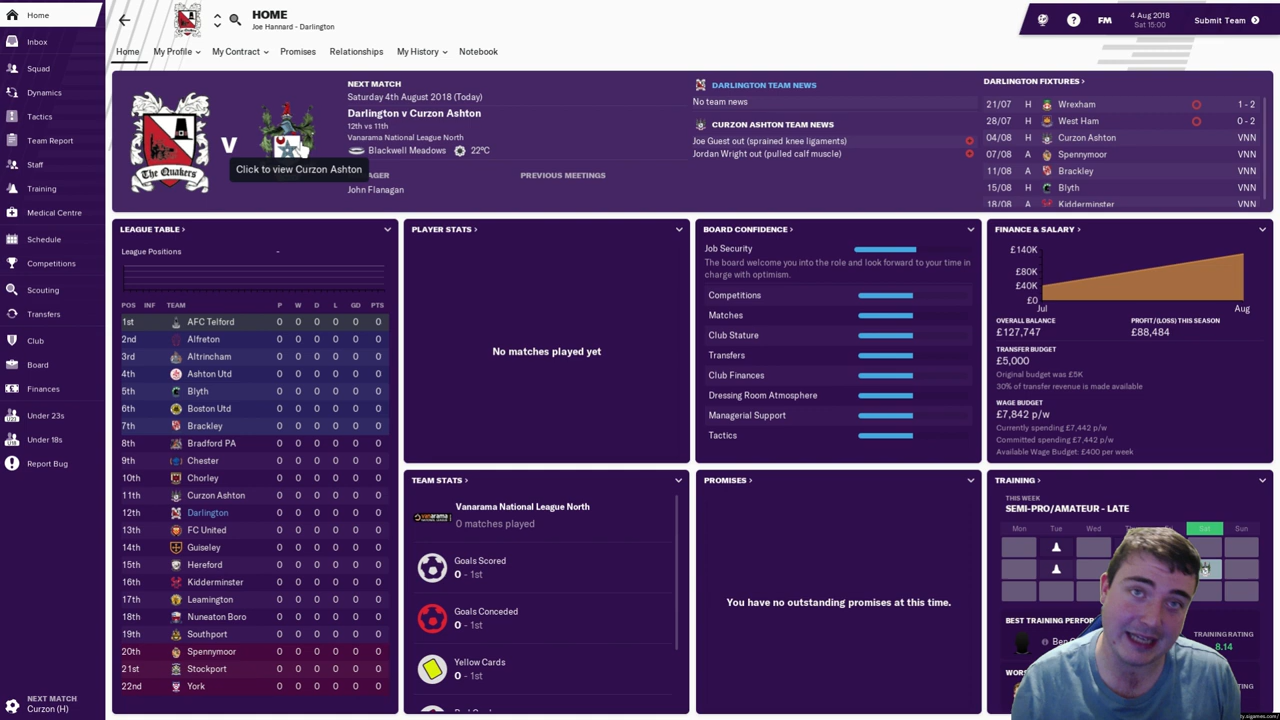 Home
HOME
Joe Hannard - Darlington
FM
4 Aug 2018
Sat 15:00
Submit Team
Inbox
Squad
Dynamics
Tactics
Team Report
Staff
Training
Medical Centre
Schedule
Competitions
Scouting
Transfers
Club
Board
Finances
Under 23s
Under 18s
Report Bug
NEXT MATCH
Curzon (H)
Home
My Profile
My Contract
Promises
Relationships
My History
Notebook
The Quakers
V
Click to view Curzon Ashton
NEXT MATCH
Saturday 4th August 2018 (Today)
Darlington v Curzon Ashton
12th vs 11th
Vanarama National League North
Blackwell Meadows
22°C
PREVIOUS MEETINGS
John Flanagan
DARLINGTON TEAM NEWS
No team news
CURZON ASHTON TEAM NEWS
Joe Guest out (sprained knee ligaments)
Jordan Wright out (pulled calf muscle)
DARLINGTON FIXTURES >
21/07 H Wrexham 1 - 2
28/07 H West Ham 0 - 2
04/08 H Curzon Ashton VNN
07/08 A Spennymoor VNN
11/08 A Brackley VNN
15/08 H Blyth VNN
18/08 A Kidderminster VNN
LEAGUE TABLE >
League Positions -
POS INF TEAM P W D L GD PTS
1st AFC Telford 0 0 0 0 0 0
2nd Alfreton 0 0 0 0 0 0
3rd Altrincham 0 0 0 0 0 0
4th Ashton Utd 0 0 0 0 0 0
5th Blyth 0 0 0 0 0 0
6th Boston Utd 0 0 0 0 0 0
7th Brackley 0 0 0 0 0 0
8th Bradford PA 0 0 0 0 0 0
9th Chester 0 0 0 0 0 0
10th Chorley 0 0 0 0 0 0
11th Curzon Ashton 0 0 0 0 0 0
12th Darlington 0 0 0 0 0 0
13th FC United 0 0 0 0 0 0
14th Guiseley 0 0 0 0 0 0
15th Hereford 0 0 0 0 0 0
16th Kidderminster 0 0 0 0 0 0
17th Leamington 0 0 0 0 0 0
18th Nuneaton Boro 0 0 0 0 0 0
19th Southport 0 0 0 0 0 0
20th Spennymoor 0 0 0 0 0 0
21st Stockport 0 0 0 0 0 0
22nd York 0 0 0 0 0 0
PLAYER STATS >
No matches played yet
TEAM STATS >
Vanarama National League North
0 matches played
Goals Scored
0 - 1st
Goals Conceded
0 - 1st
Yellow Cards
0 - 1st
BOARD CONFIDENCE >
Job Security
The board welcome you into the role and look forward to your time in
charge with optimism.
Competitions
Matches
Club Stature
Transfers
Club Finances
Dressing Room Atmosphere
Managerial Support
Tactics
PROMISES >
You have no outstanding promises at this time.
FINANCE & SALARY >
£140K
£80K
£40K
£0
Jul Aug
OVERALL BALANCE
£127,747
PROFIT/(LOSS) THIS SEASON
£88,484
TRANSFER BUDGET
£5,000
Original budget was £5K
30% of transfer revenue is made available
WAGE BUDGET
£7,842 p/w
Currently spending £7,442 p/w
Committed spending £7,442 p/w
Available Wage Budget: £400 per week
TRAINING >
THIS WEEK
SEMI-PRO/AMATEUR - LATE
Mon Tue Wed Sat Sun
BEST TRAINING
Ben
TRAINING RATING
8.14